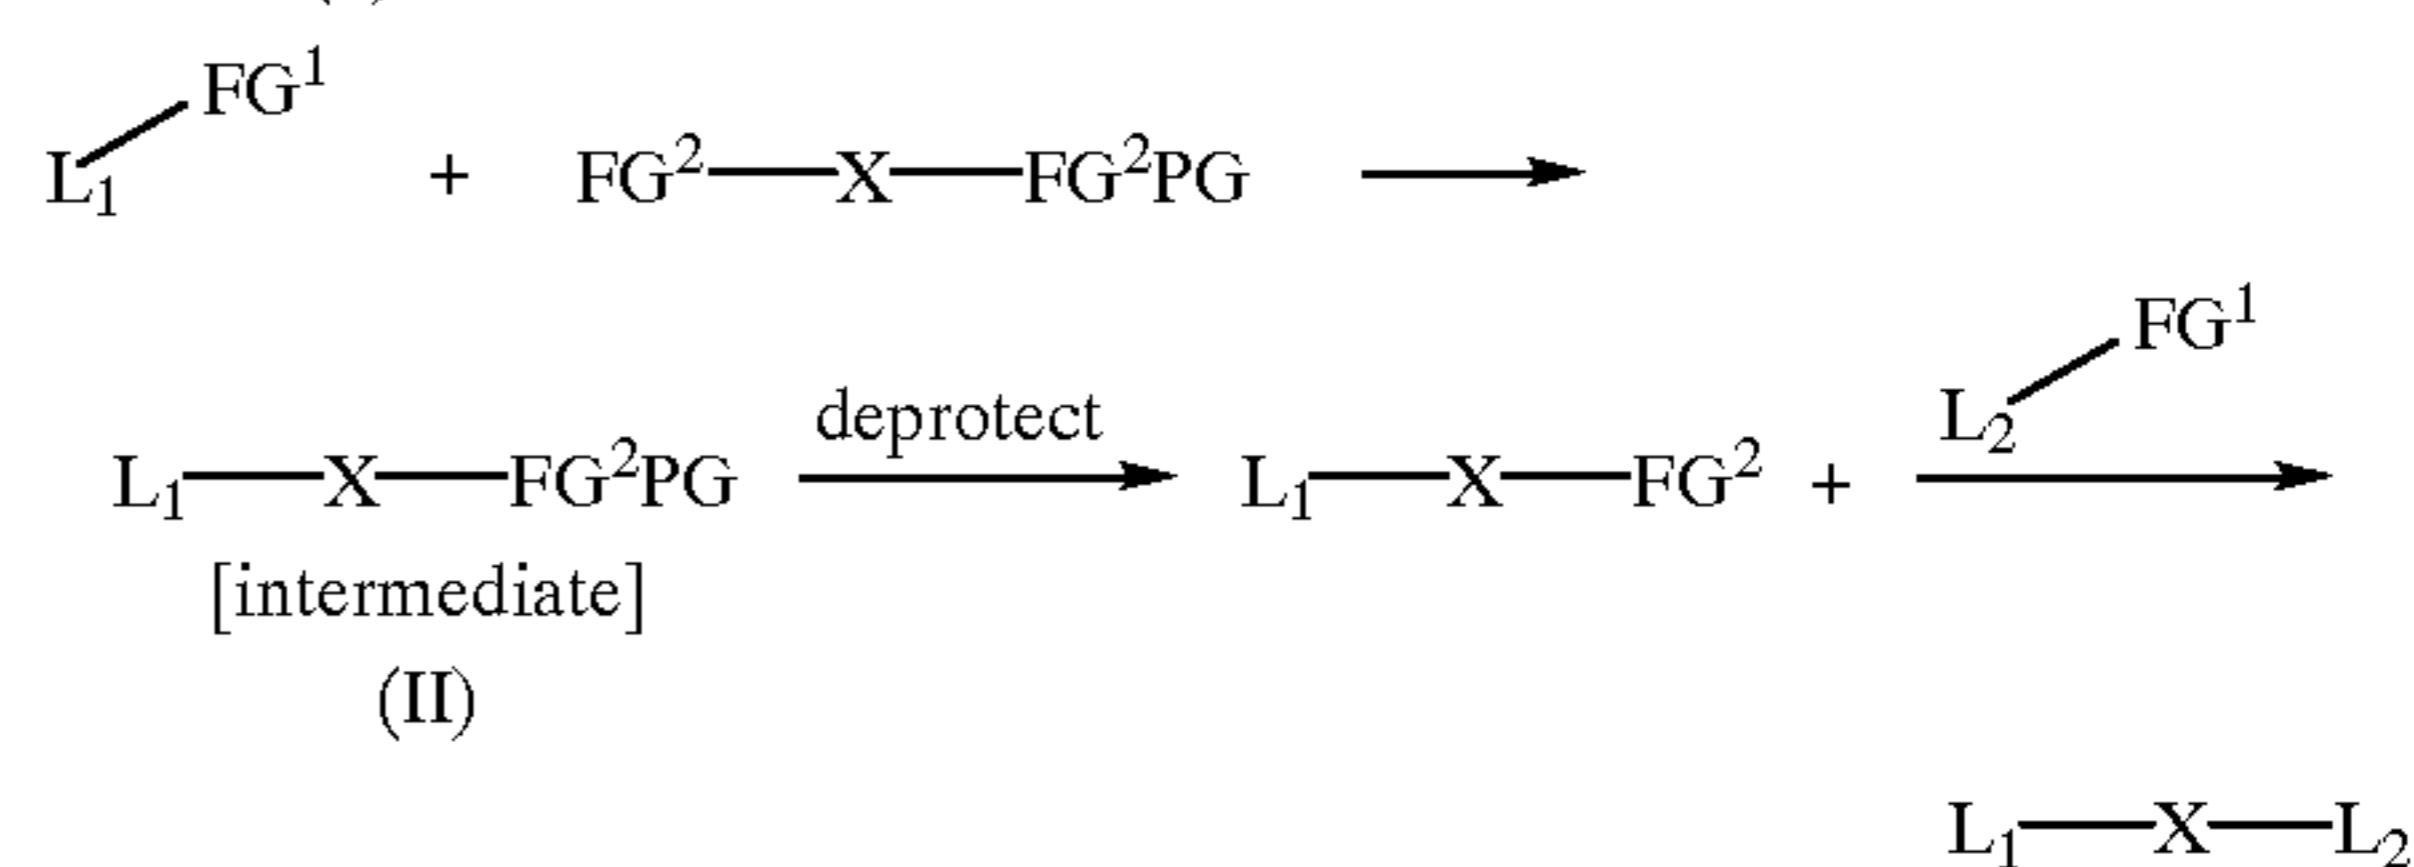 L₁—FG¹ + FG²—X—FG²PG →
L₁—X—FG²PG deprotect → L₁—X—FG² + L₂—FG¹ →
[intermediate]
(II)
L₁—X—L₂